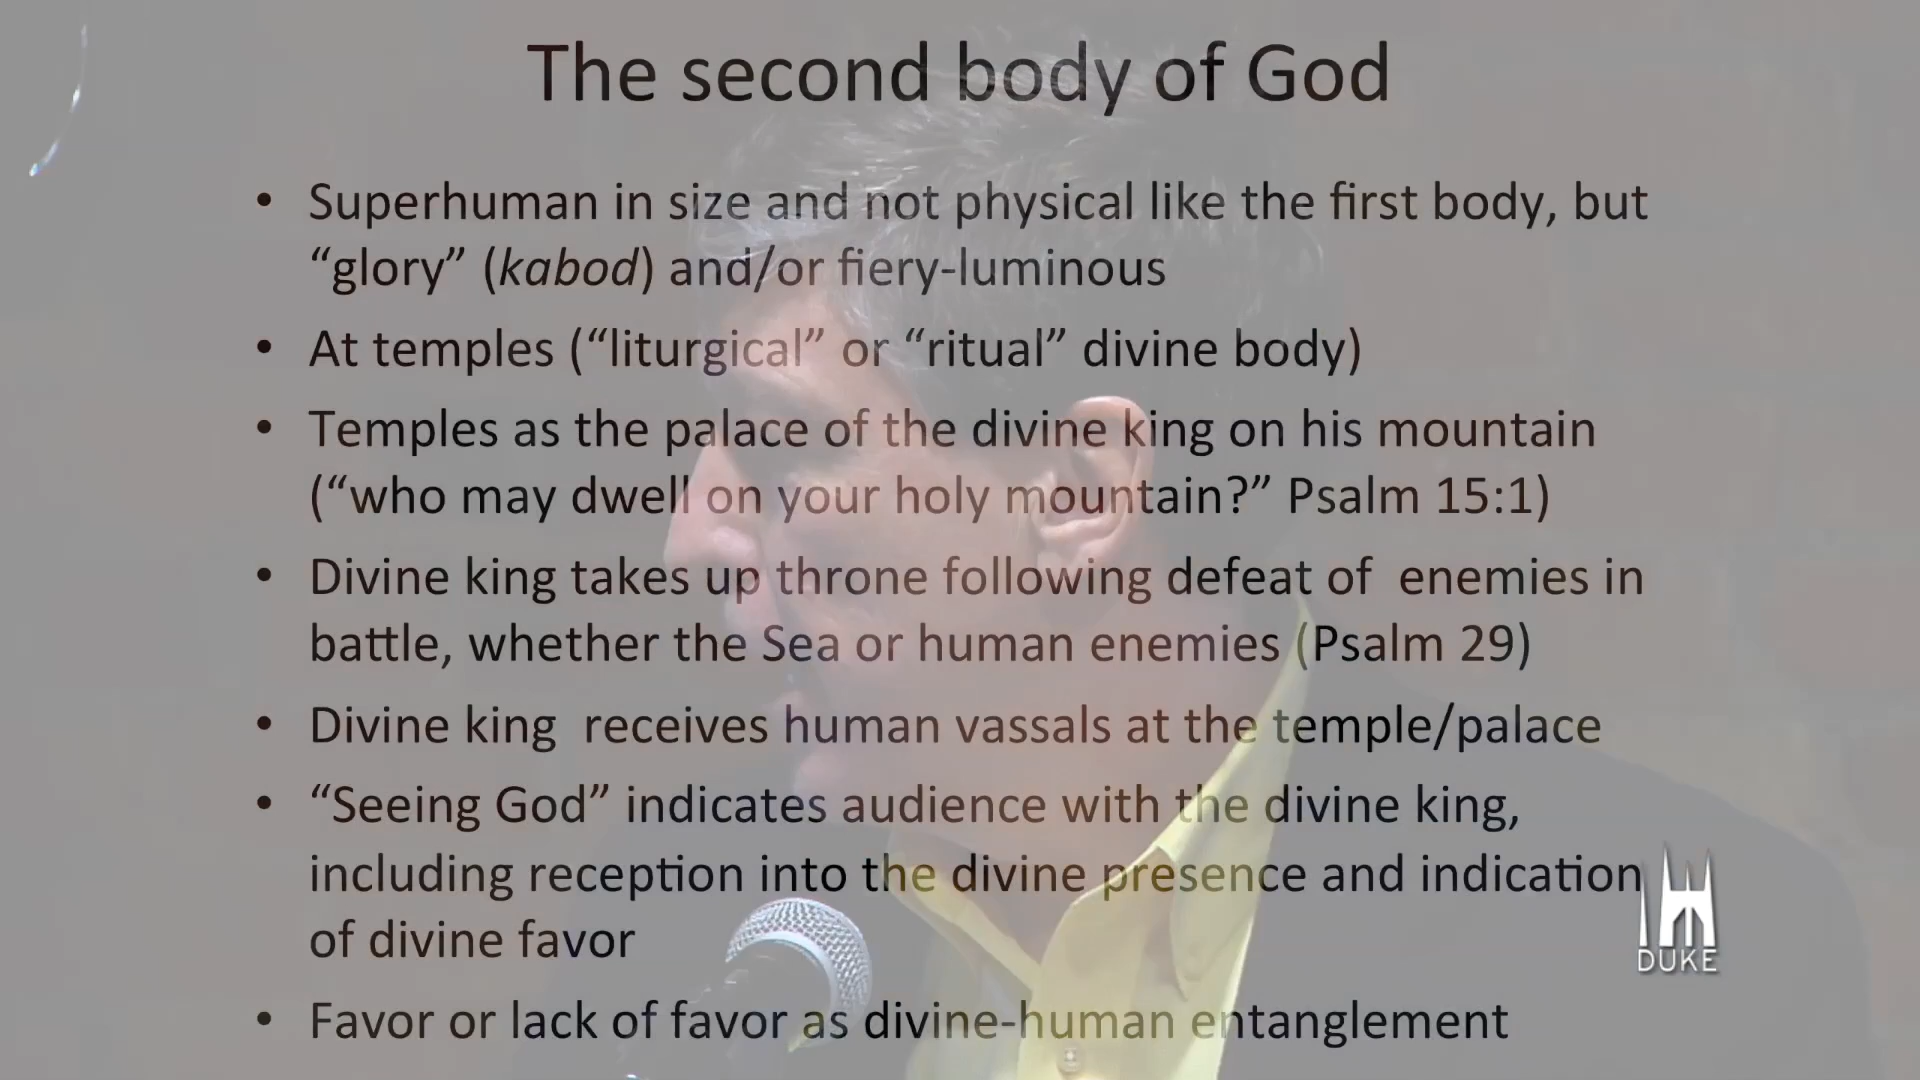 The second body of God
• Superhuman in size and not physical like the first body, but
“glory” (kabod) and/or fiery-luminous
• At temples (“liturgical” or “ritual” divine body)
• Temples as the palace of the divine king on his mountain
(“who may dwell on your holy mountain?” Psalm 15:1)
• Divine king takes up throne following defeat of  enemies in
battle, whether the Sea or human enemies (Psalm 29)
• Divine king  receives human vassals at the temple/palace
• “Seeing God” indicates audience with the divine king,
including reception into the divine presence and indication
of divine favor
DUKE
• Favor or lack of favor as divine-human entanglement